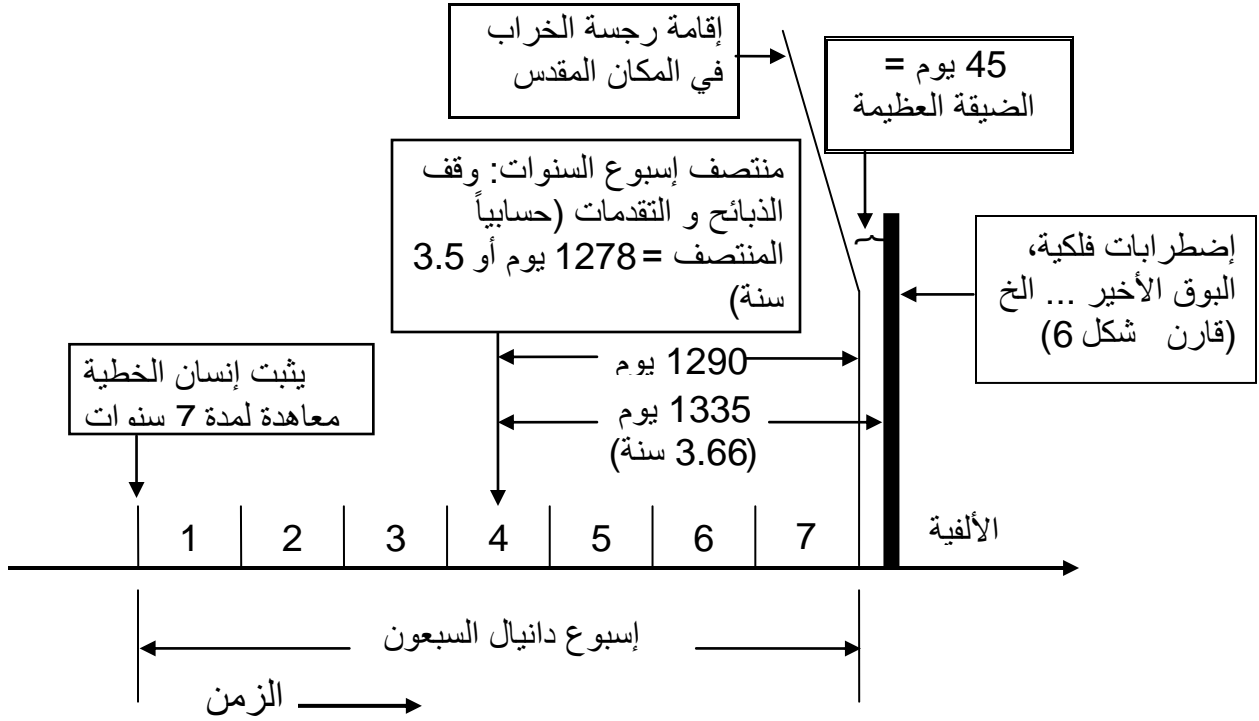 إقامة رجسة الخراب
في المكان المقدس
45 يوم =
الضيقة العظيمة
منتصف إسبوع السنوات: وقف
الذبائح و التقدمات (حسابياً
المنتصف = 1278 يوم أو 3.5
سنة)
إضطرابات فلكية،
البوق الأخير ... الخ
(قارن شكل 6)
يثبت إنسان الخطية
معاهدة لمدة 7 سنوات
1290 يوم
1335 يوم
(3.66 سنة)
1 2 3 4 5 6 7
الألفية
إسبوع دانيال السبعون
الزمن